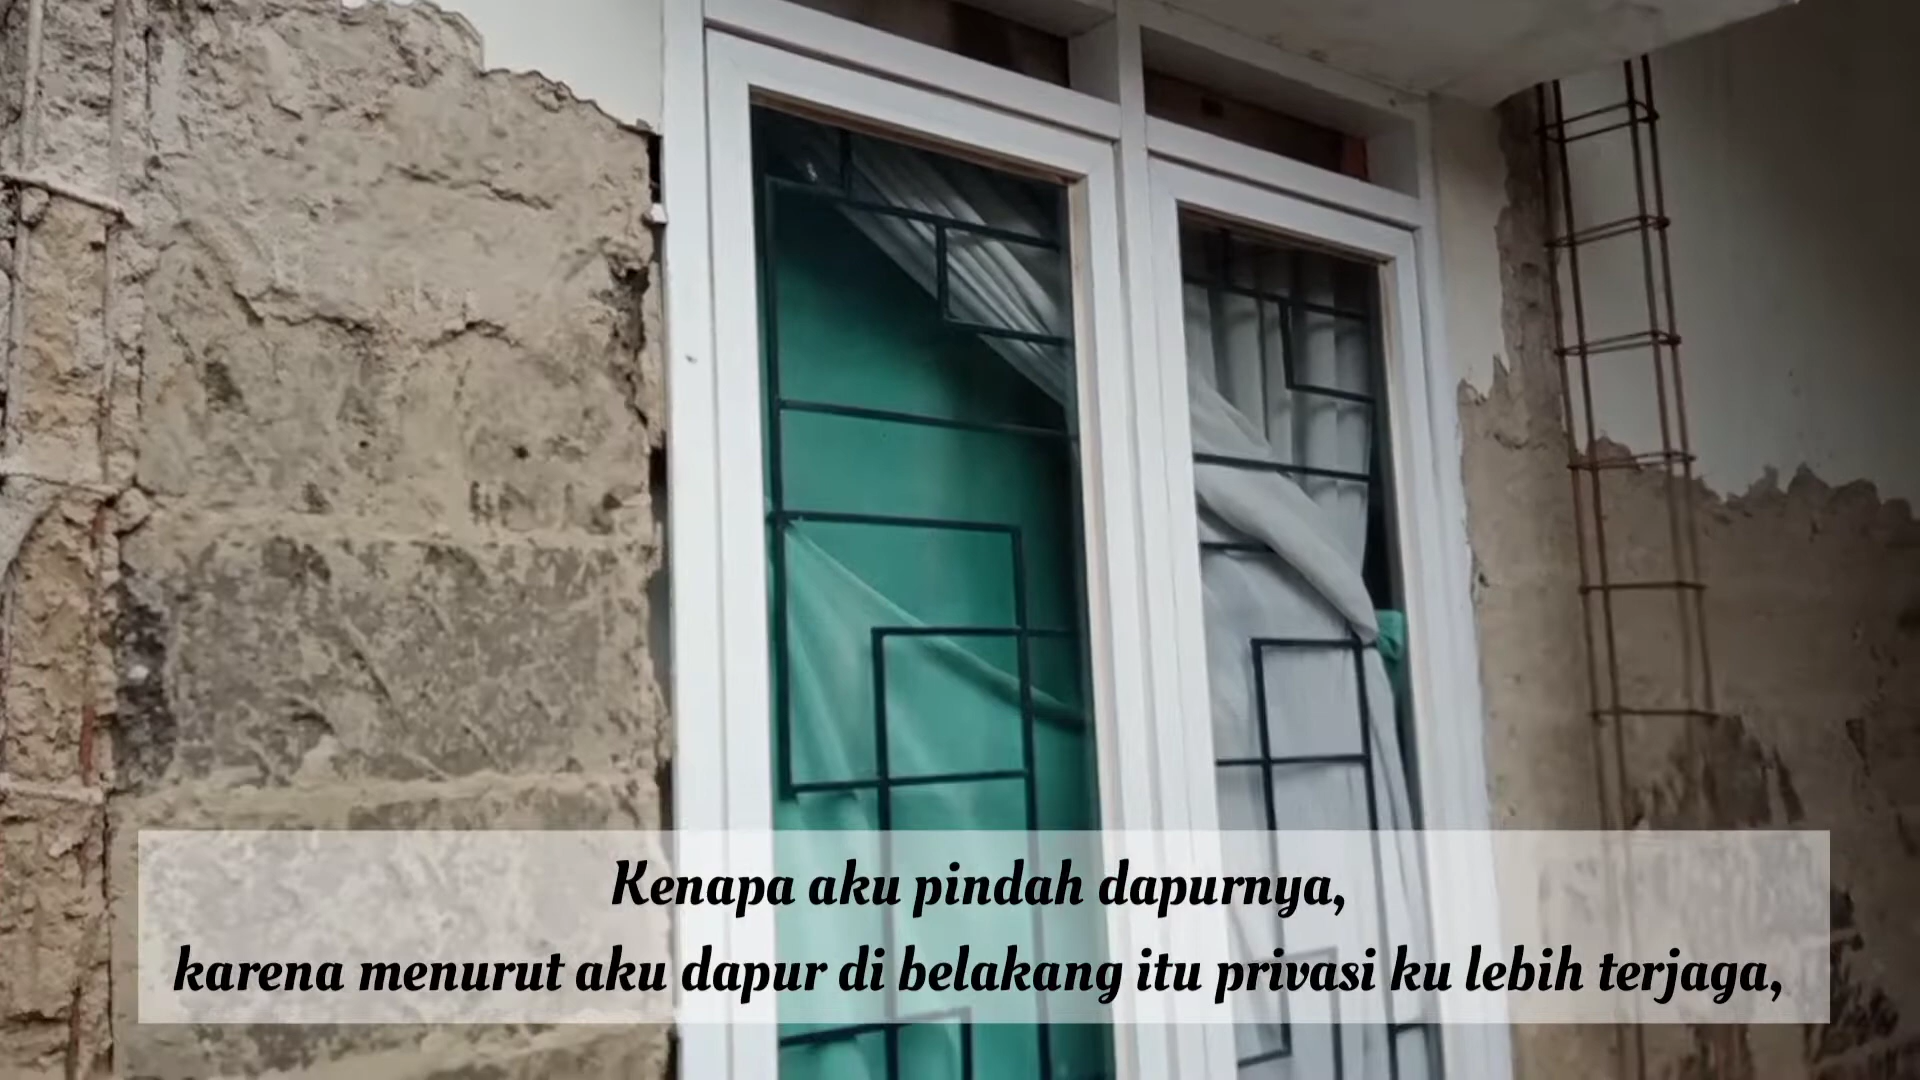 Kenapa aku pindah dapurnya,
karena menurut aku dapur di belakang itu privasi ku lebih terjaga,